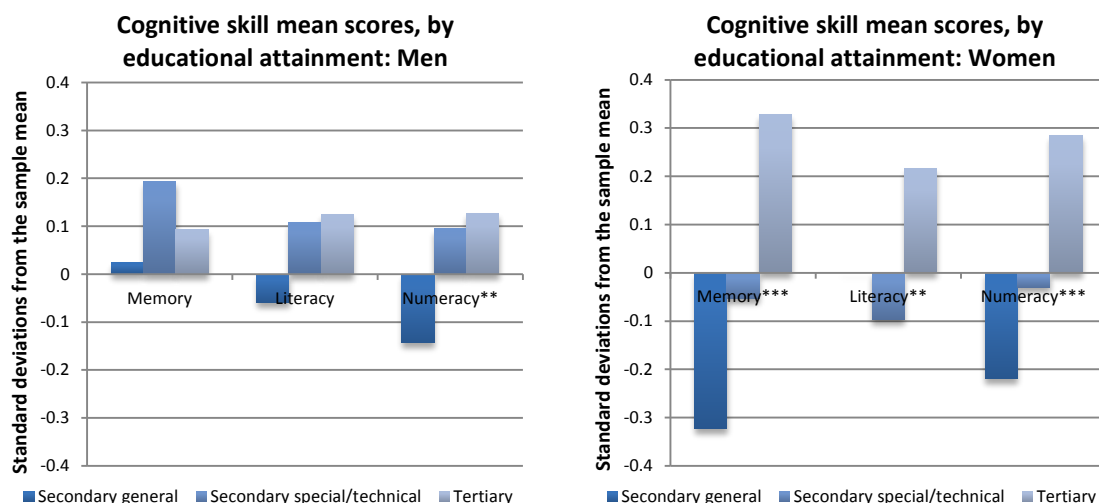 Cognitive skill mean scores, by
educational attainment: Men
Standard deviations from the sample mean
0.4
0.3
0.2
0.1
0
-0.1
-0.2
-0.3
-0.4
Memory
Literacy
Numeracy**
Secondary general
Secondary special/technical
Tertiary
Cognitive skill mean scores, by
educational attainment: Women
Standard deviations from the sample mean
0.4
0.3
0.2
0.1
0
-0.1
-0.2
-0.3
-0.4
Memory***
Literacy**
Numeracy***
Secondary general
Secondary special/technical
Tertiary